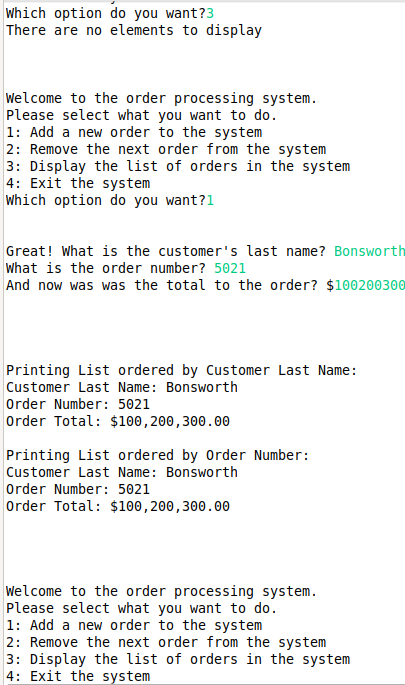 Which option do you want?3
There are no elements to display
Welcome to the order processing system.
Please select what you want to do.
1: Add a new order to the system
2: Remove the next order from the system
3: Display the list of orders in the system
4: Exit the system
Which option do you want?1
Great! What is the customer's last name? Bonsworth
What is the order number? 5021
And now was was the total to the order? $100200300
Printing List ordered by Customer Last Name:
Customer Last Name: Bonsworth
Order Number: 5021
Order Total: $100,200,300.00
Printing List ordered by Order Number:
Customer Last Name: Bonsworth
Order Number: 5021
Order Total: $100,200,300.00
Welcome to the order processing system.
Please select what you want to do.
1: Add a new order to the system
2: Remove the next order from the system
3: Display the list of orders in the system
4: Exit the system